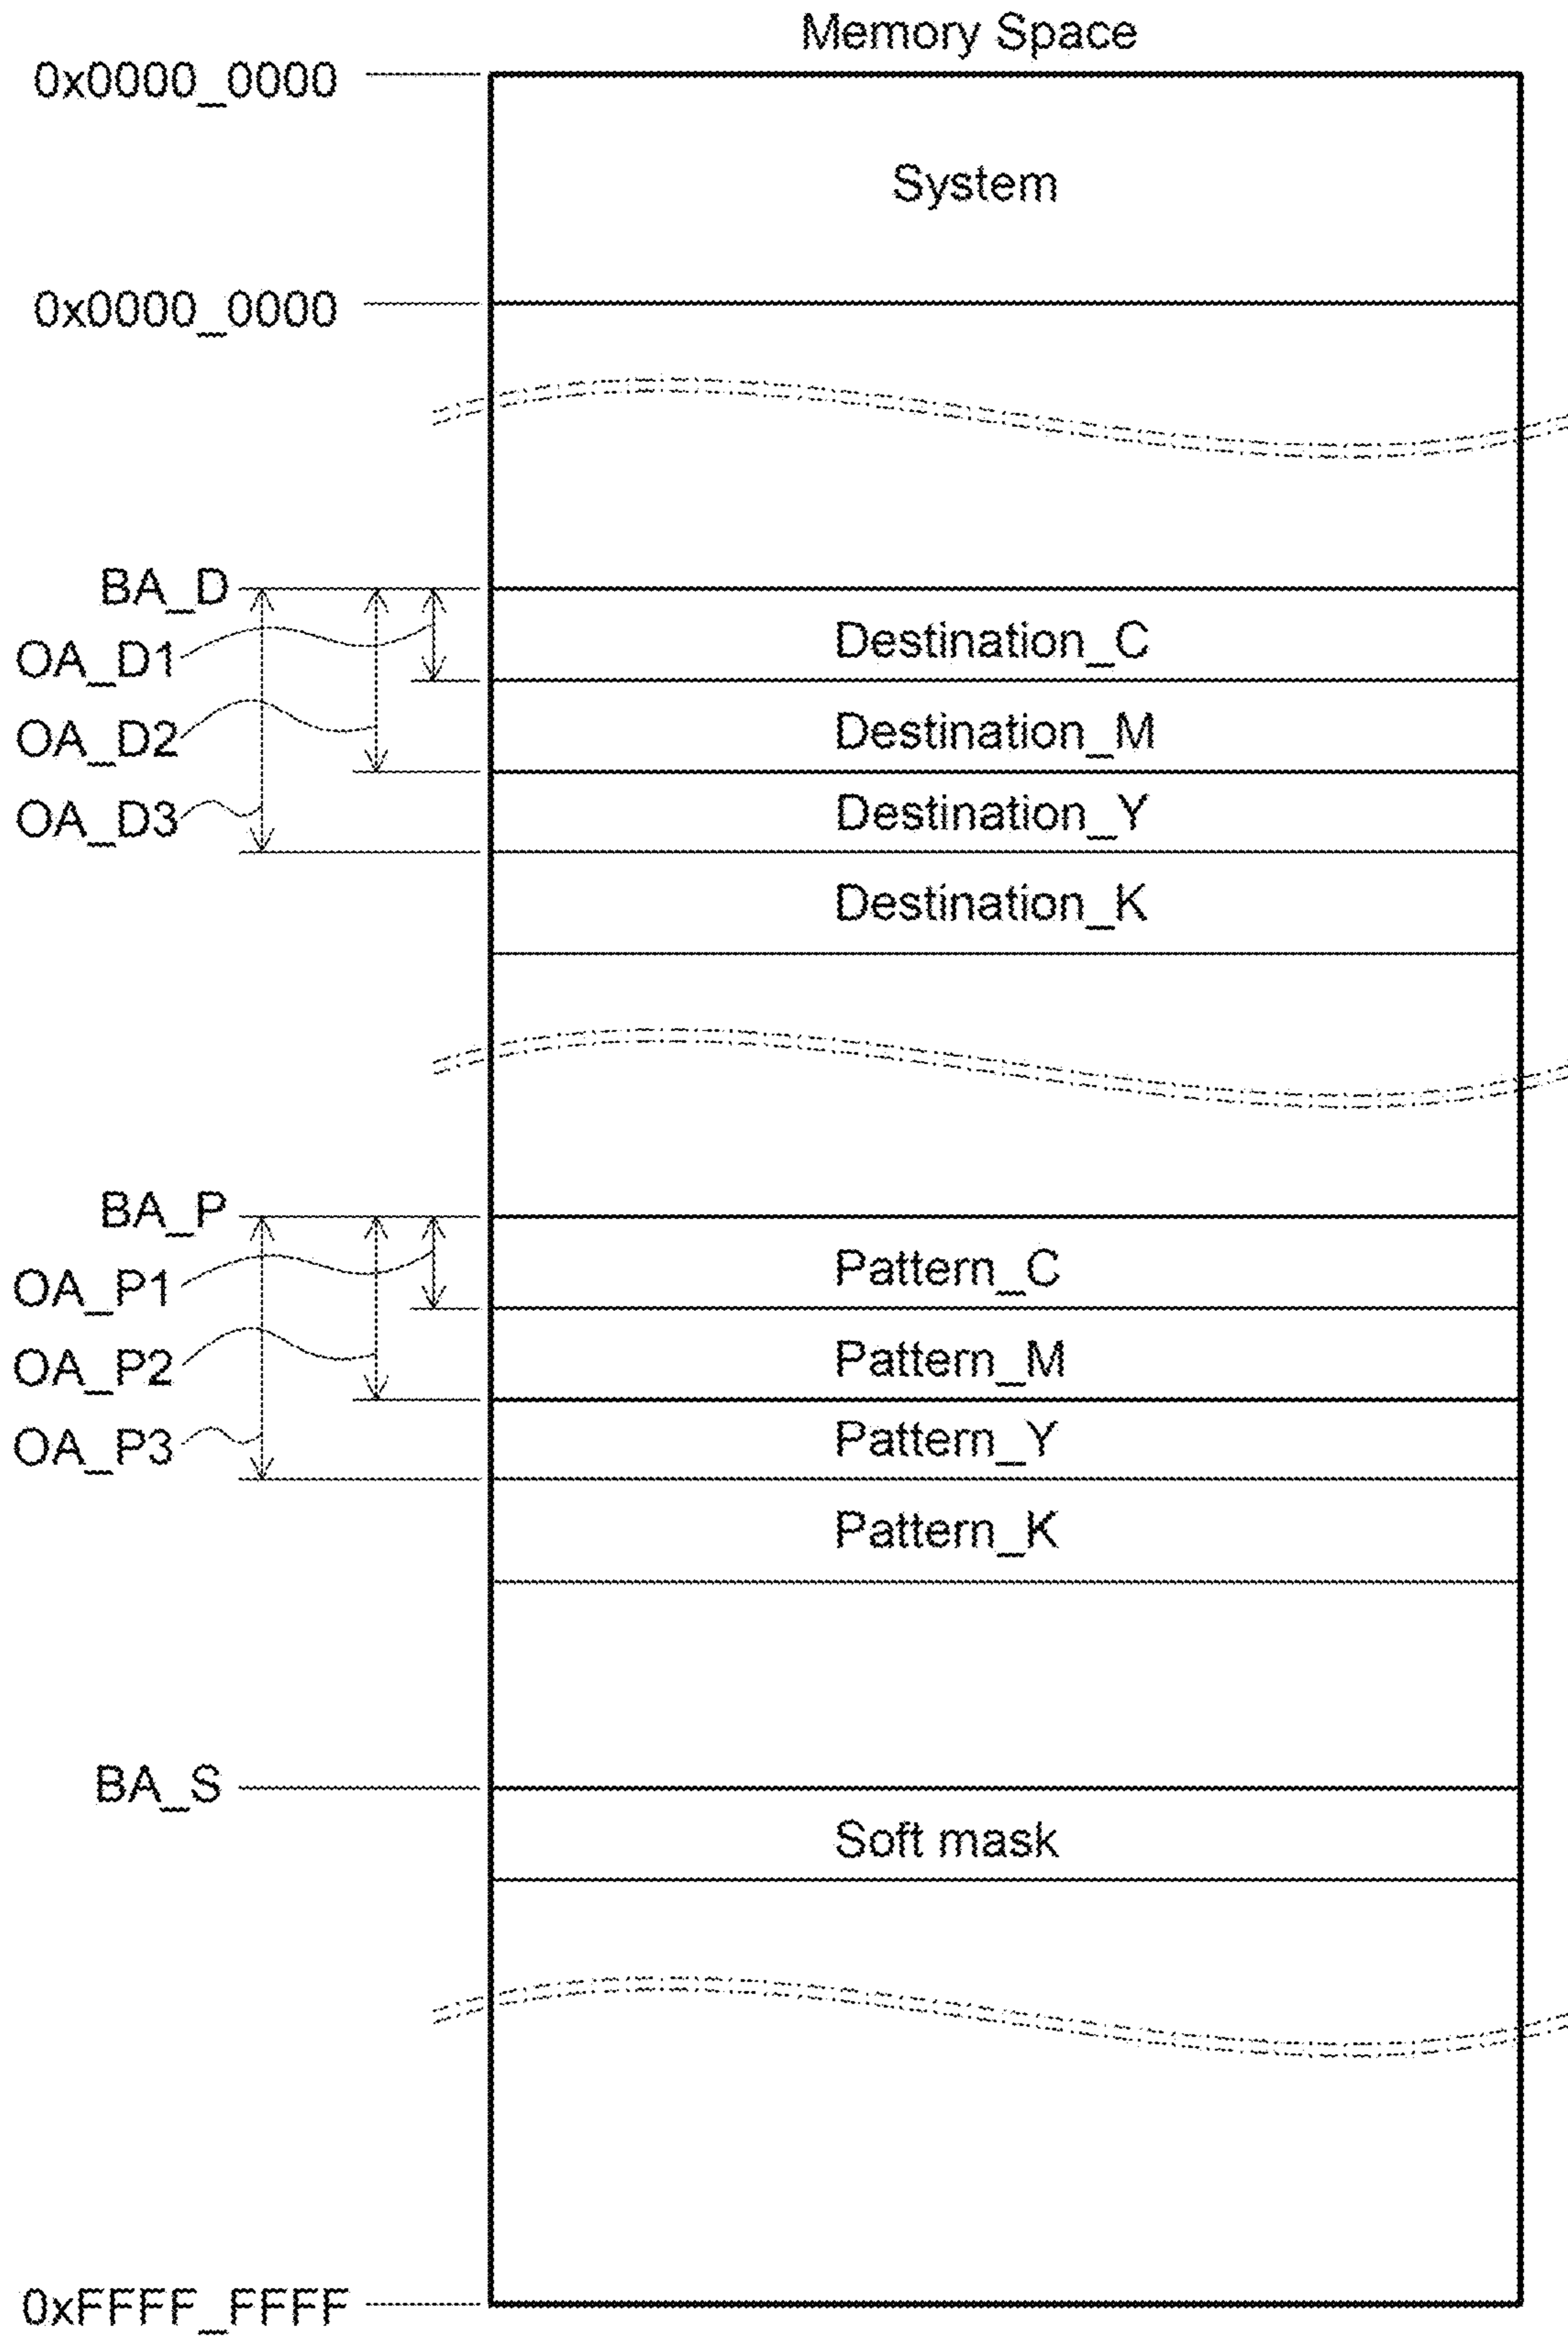 Memory Space
0x0000_0000
System
0x0000_0000
BA_D
Destination_C
OA_D1
Destination_M
OA_D2
Destination_Y
OA_D3
Destination_K
BA_P
Pattern_C
OA_P1
Pattern_M
OA_P2
Pattern_Y
OA_P3
Pattern_K
BA_S
Soft mask
0xFFFF_FFFF